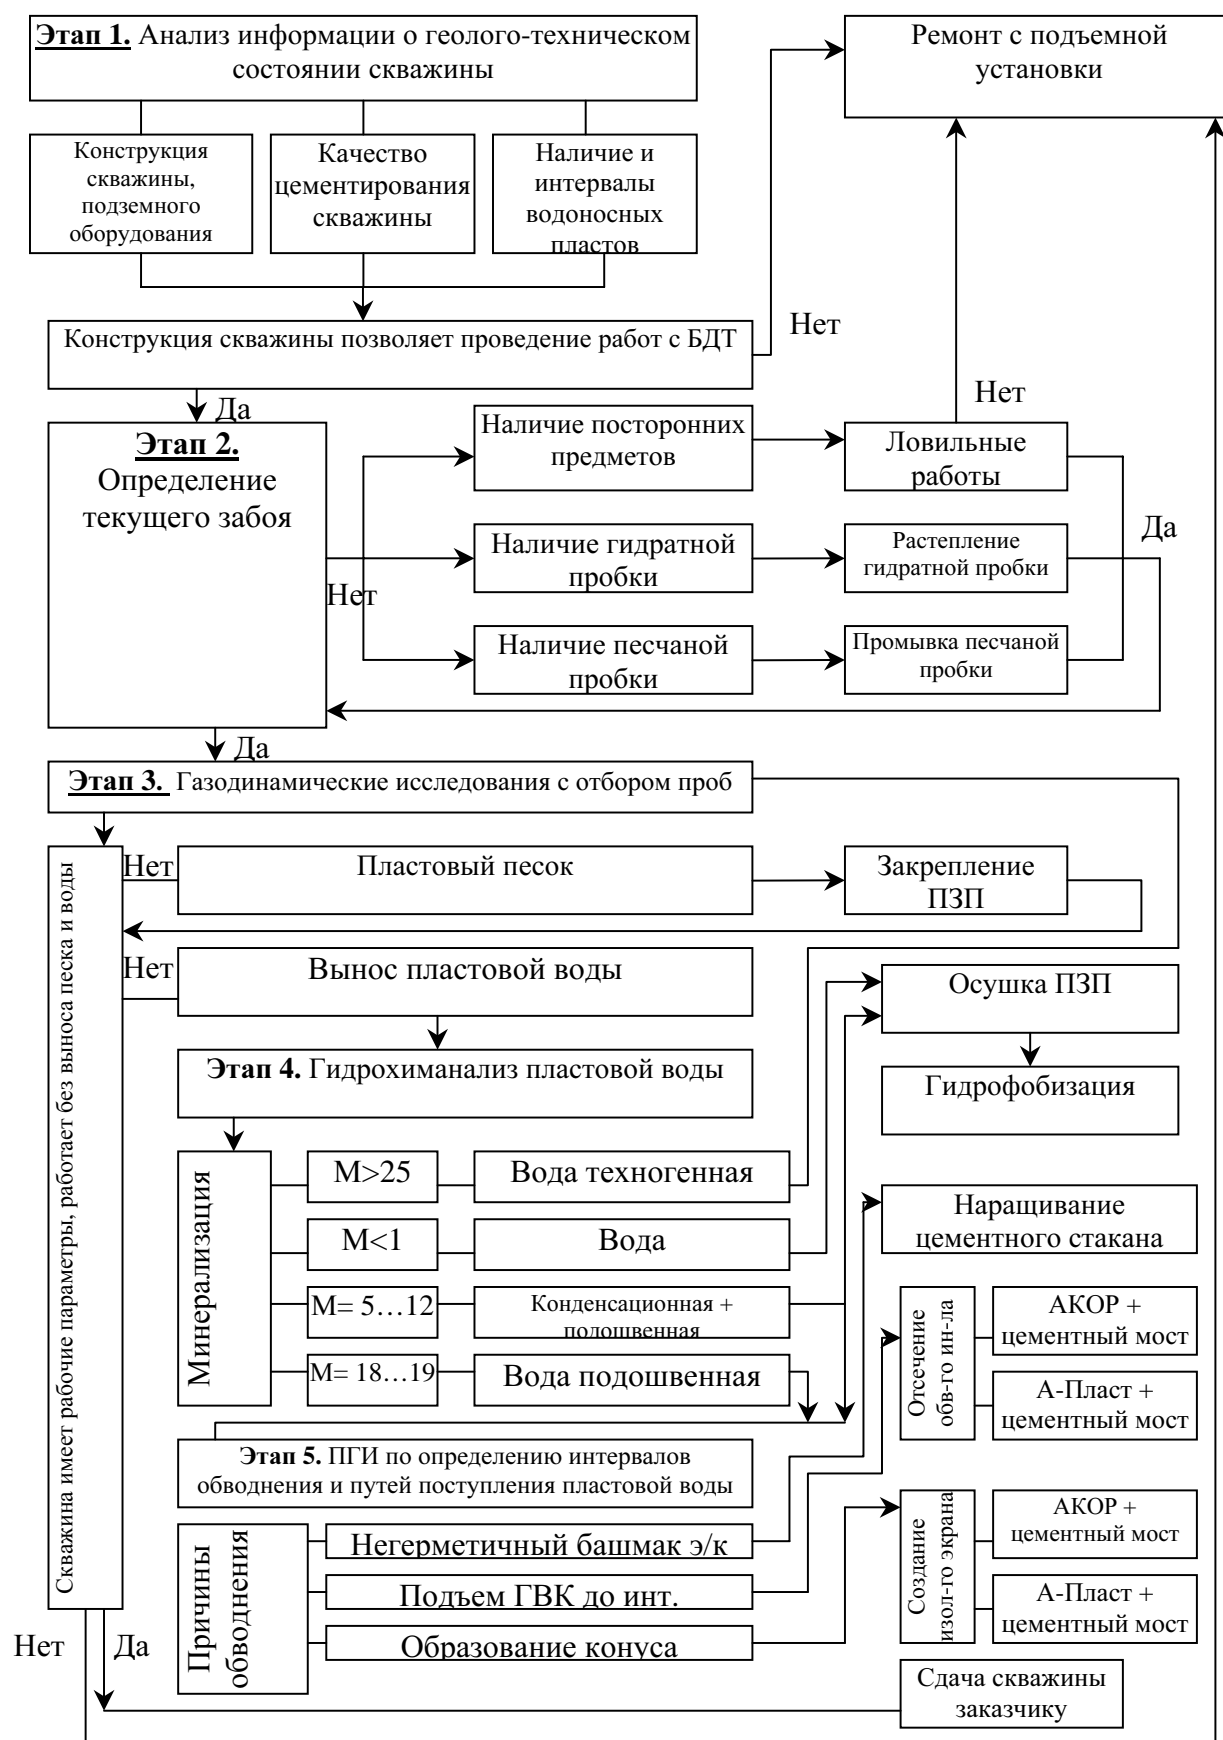 Этап 1. Анализ информации о геолого-техническом
состоянии скважины
Ремонт с подъемной
установки
Конструкция
скважины,
подземного
оборудования
Качество
цементирования
скважины
Наличие и
интервалы
водоносных
пластов
Конструкция скважины позволяет проведение работ с БДТ
Нет
Да
Нет
Этап 2.
Определение
текущего забоя
Наличие посторонних
предметов
Ловильные
работы
Да
Нет
Наличие гидратной
пробки
Растепление
гидратной пробки
Наличие песчаной
пробки
Промывка песчаной
пробки
Да
Этап 3. Газодинамические исследования с отбором проб
Скважина имеет рабочие параметры, работает без выноса песка и воды
Нет
Пластовый песок
Закрепление
ПЗП
Нет
Вынос пластовой воды
Осушка ПЗП
Этап 4. Гидрохиманализ пластовой воды
Гидрофобизация
Минерализация
М>25
Вода техногенная
М<1
Вода
М= 5…12
Конденсационная +
подошвенная
М= 18…19
Вода подошвенная
Наращивание
цементного стакана
Отсечение
обв-го ин-ла
АКОР +
цементный мост
А-Пласт +
цементный мост
Этап 5. ПГИ по определению интервалов
обводнения и путей поступления пластовой воды
Причины
обводнения
Негерметичный башмак э/к
Подъем ГВК до инт.
Образование конуса
Создание
изол-го экрана
АКОР +
цементный мост
А-Пласт +
цементный мост
Нет
Да
Сдача скважины
заказчику